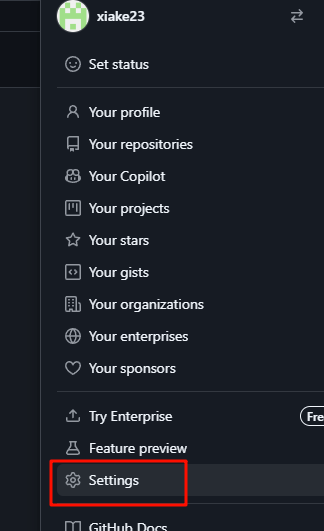 xiake23
Set status
Your profile
Your repositories
Your Copilot
Your projects
Your stars
Your gists
Your organizations
Your enterprises
Your sponsors
Try Enterprise
Fre
Feature preview
Settings
GitHub Docs